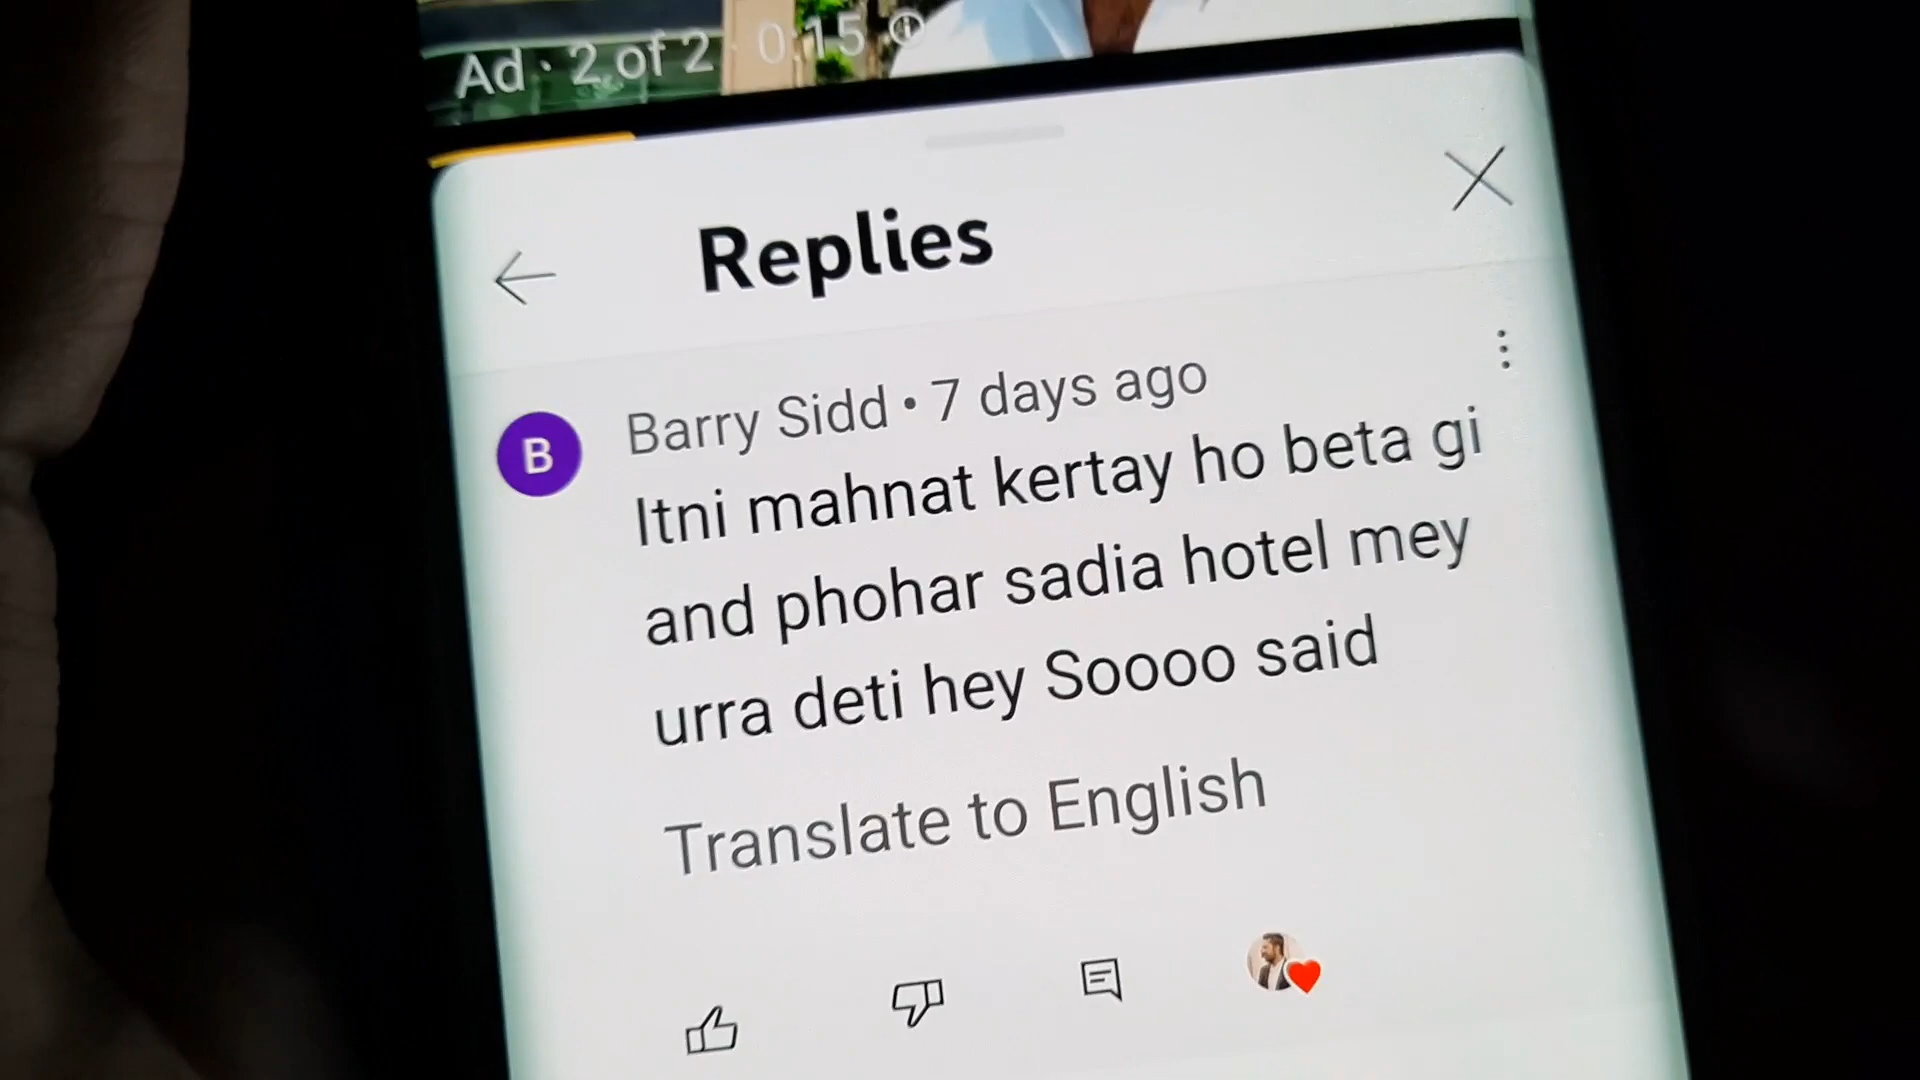 Ad · 2 of 2 · 0:15
Replies
B
Barry Sidd • 7 days ago
Itni mahnat kertay ho beta gi
and phohar sadia hotel mey
urra deti hey Soooo said
Translate to English